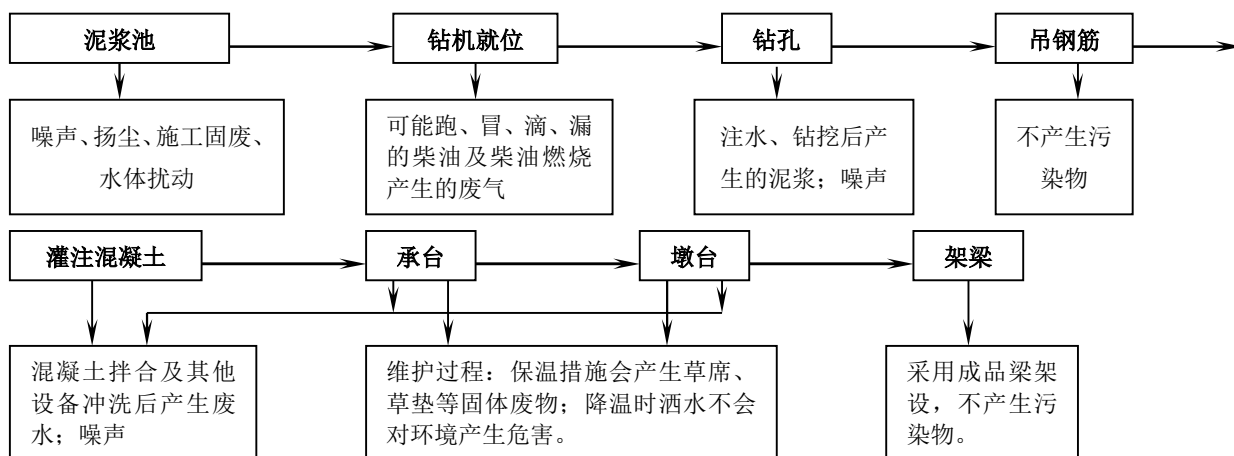 泥浆池
钻机就位
钻孔
吊钢筋
噪声、扬尘、施工固废、
水体扰动
可能跑、冒、滴、漏
的柴油及柴油燃烧
产生的废气
注水、钻挖后产
生的泥浆；噪声
不产生污
染物
灌注混凝土
承台
墩台
架梁
混凝土拌合及其他
设备冲洗后产生废
水；噪声
维护过程：保温措施会产生草席、
草垫等固体废物；降温时洒水不会
对环境产生危害。
采用成品梁架
设，不产生污
染物。